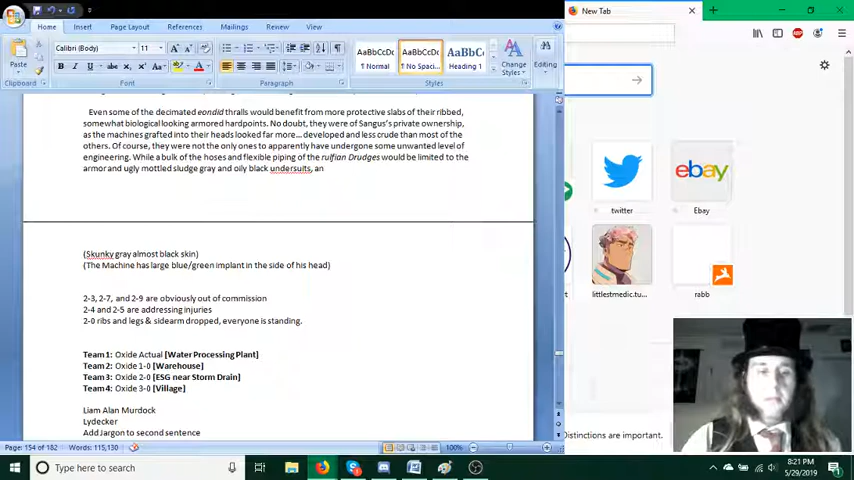 New Tab
Home Insert Page Layout References Mailings Review View
Paste
Calibri (Body) 11
AaBbCcDc AaBbCcDc AaBbCc
¶ Normal ¶ No Spaci... Heading 1
Change Styles
Editing
Clipboard Font Paragraph Styles
Even some of the decimated eondid thralls would benefit from more protective slabs of their ribbed,
somewhat biological looking armored hardpoints. No doubt, they were of Sangus's private ownership,
as the machines grafted into their heads looked far more... developed and less crude than most of the
others. Of course, they were not the only ones to apparently have undergone some unwanted level of
engineering. While a bulk of the hoses and flexible piping of the rulfian Drudges would be limited to the
armor and ugly mottled sludge gray and oily black undersuits, an
(Skunky gray almost black skin)
(The Machine has large blue/green implant in the side of his head)
2-3, 2-7, and 2-9 are obviously out of commission
2-4 and 2-5 are addressing injuries
2-0 ribs and legs & sidearm dropped, everyone is standing.
Team 1: Oxide Actual [Water Processing Plant]
Team 2: Oxide 1-0 [Warehouse]
Team 3: Oxide 2-0 [ESG near Storm Drain]
Team 4: Oxide 3-0 [Village]
Liam Alan Murdock
Lydecker
Add Jargon to second sentence
Page: 154 of 182 Words: 115,130 100%
ebay
twitter Ebay
littlestmedic.tu... rabb
Distinctions are important.
Type here to search
8:21 PM
5/29/2019